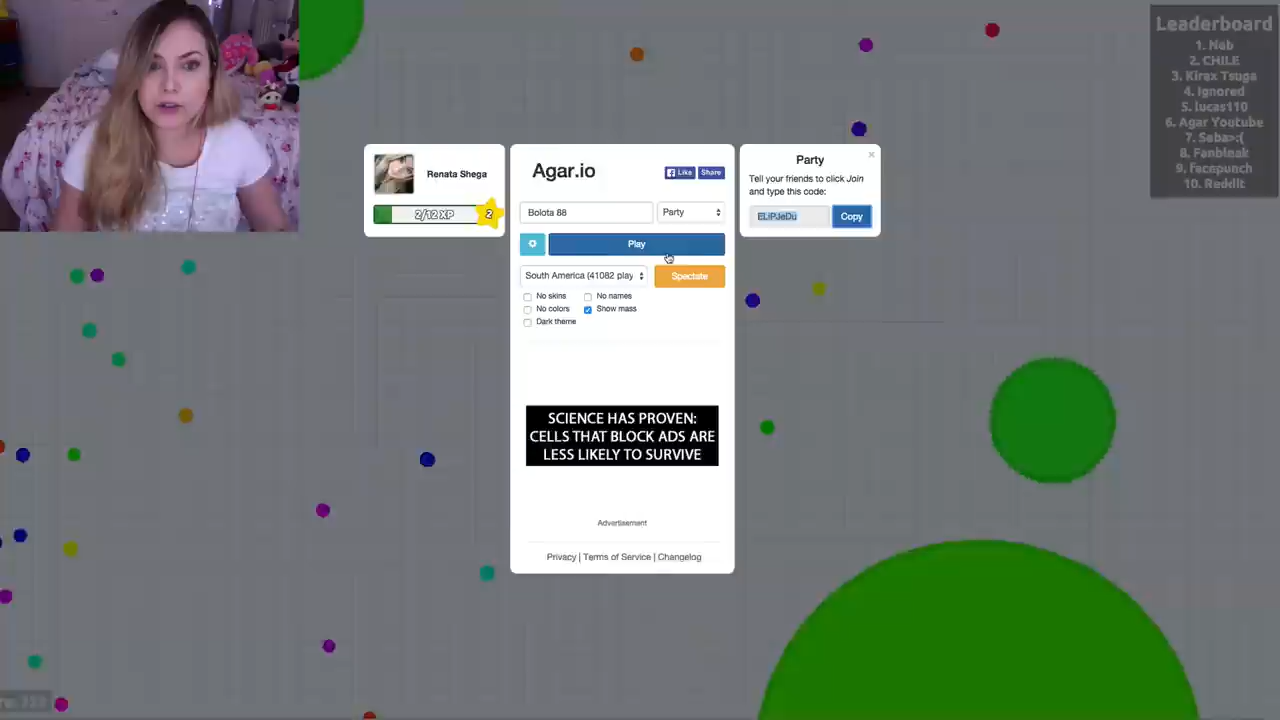 Leaderboard
1. Nab
2. CHILE
3. Kirax Tsuga
4. Ignored
5. lucas110
6. Agar Youtube
7. Saba>:(
8. Fanbleak
9. Facepunch
10. Reddit
Renata Shega
2/12 XP
2
Agar.io
Like
Share
Bolota 88
Party
Play
South America (41082 play
Spectate
No skins
No names
No colors
Show mass
Dark theme
SCIENCE HAS PROVEN:
CELLS THAT BLOCK ADS ARE
LESS LIKELY TO SURVIVE
Advertisement
Privacy | Terms of Service | Changelog
Party
Tell your friends to click Join
and type this code:
Copy